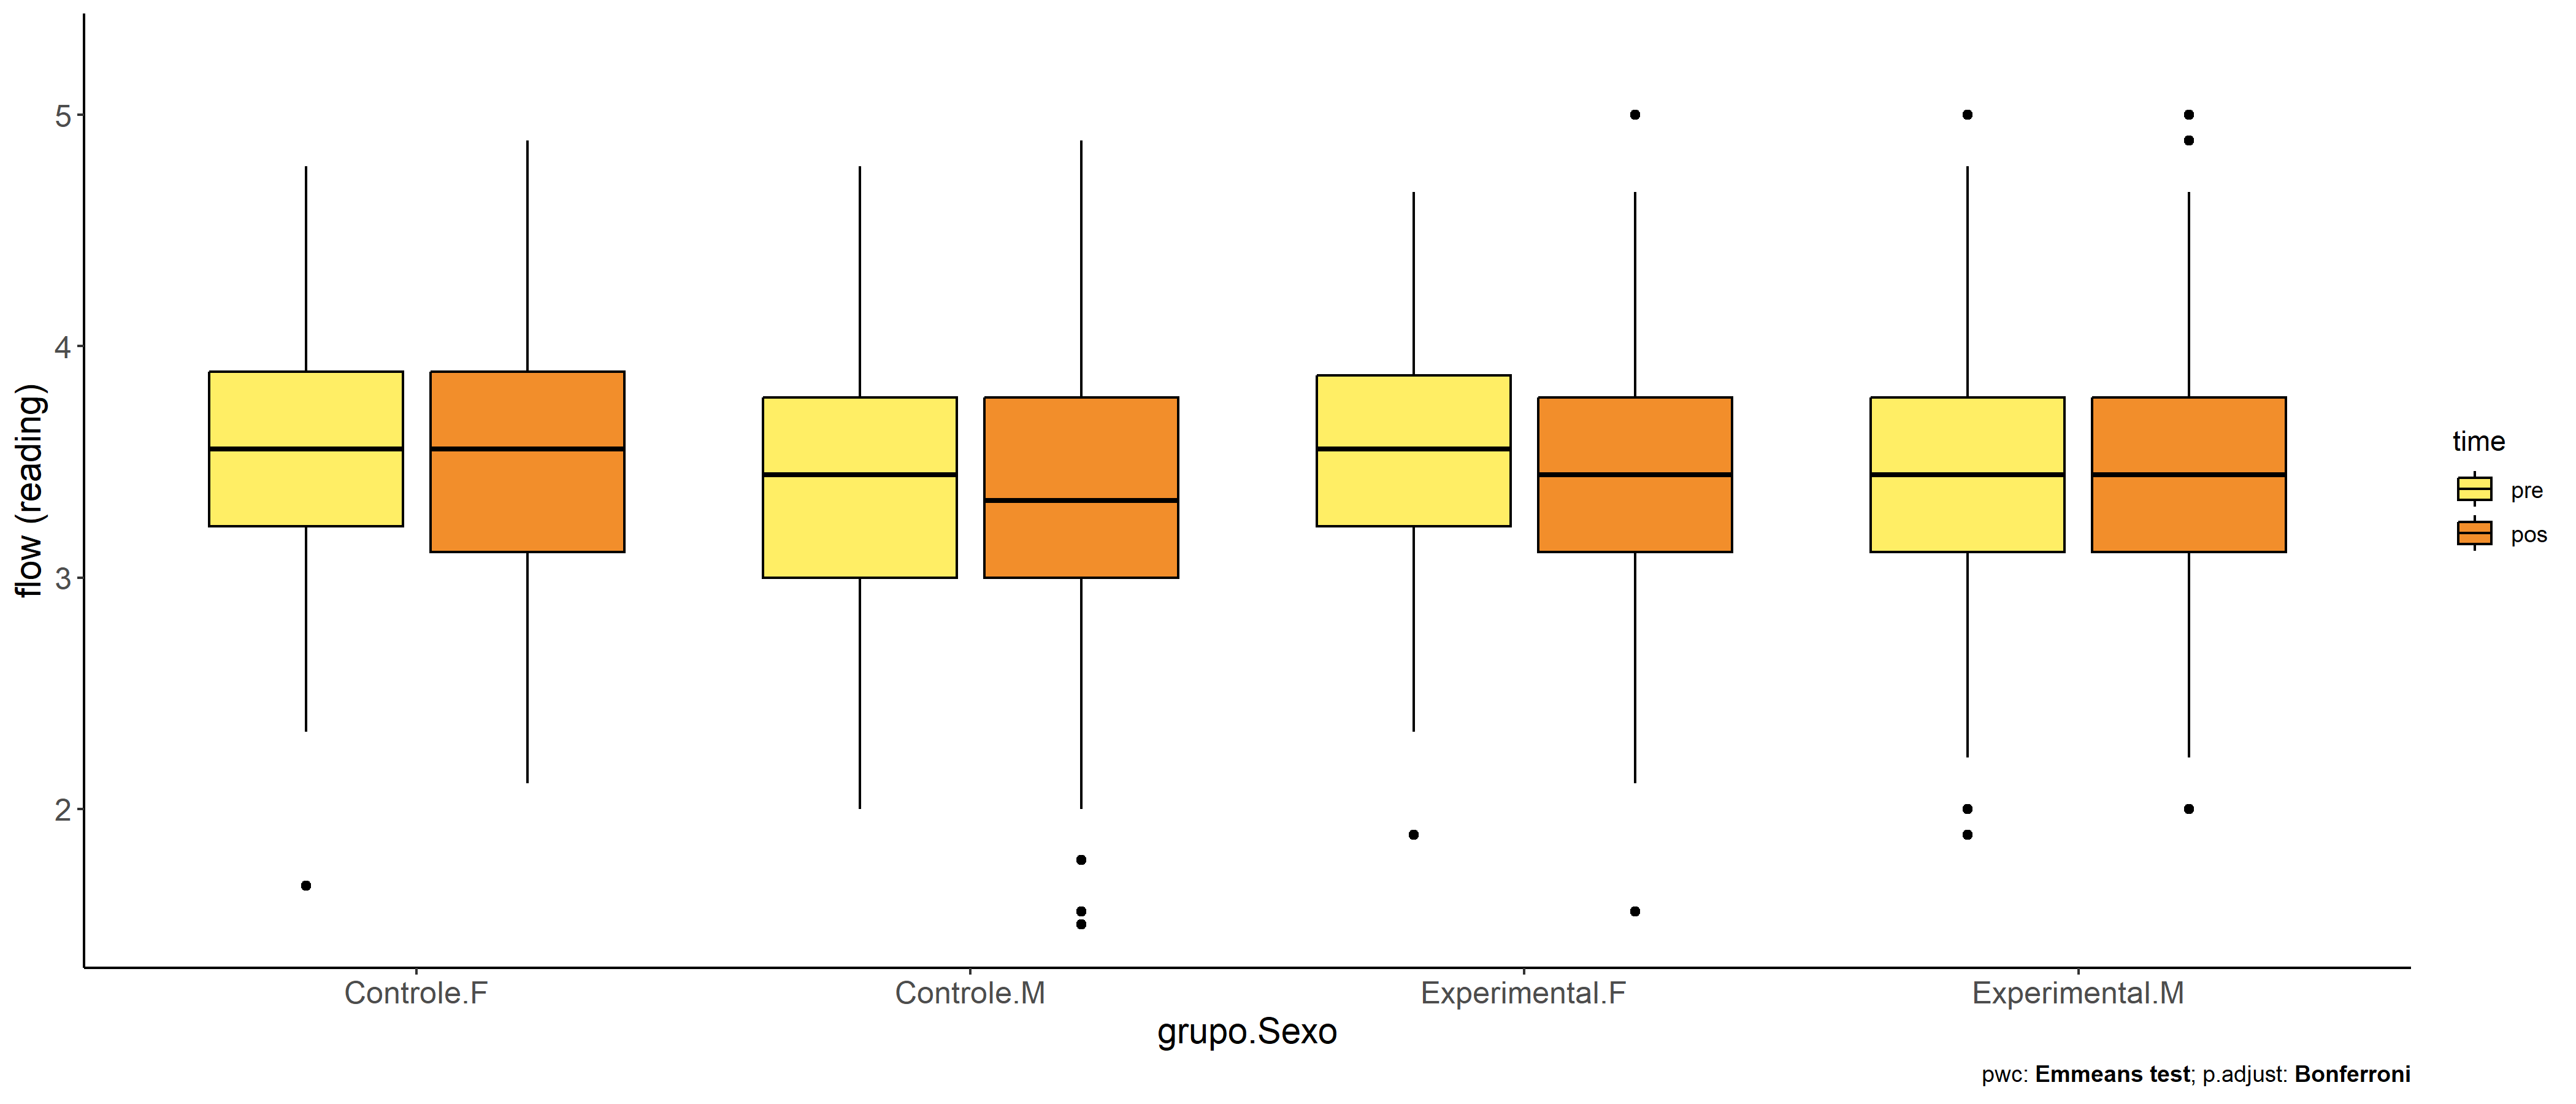 flow (reading)
5
4
3
2
Controle.F
Controle.M
Experimental.F
Experimental.M
grupo.Sexo
time
pre
pos
pwc: Emmeans test; p.adjust: Bonferroni